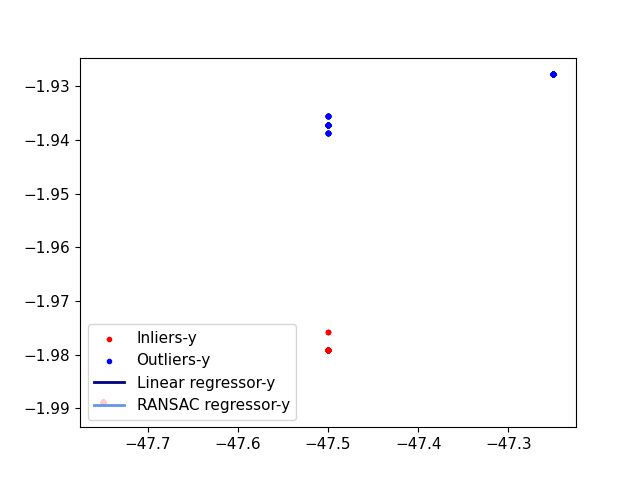 −1.93
−1.94
−1.95
−1.96
−1.97
−1.98
−1.99
Inliers-y
Outliers-y
Linear regressor-y
RANSAC regressor-y
−47.7 −47.6 −47.5 −47.4 −47.3